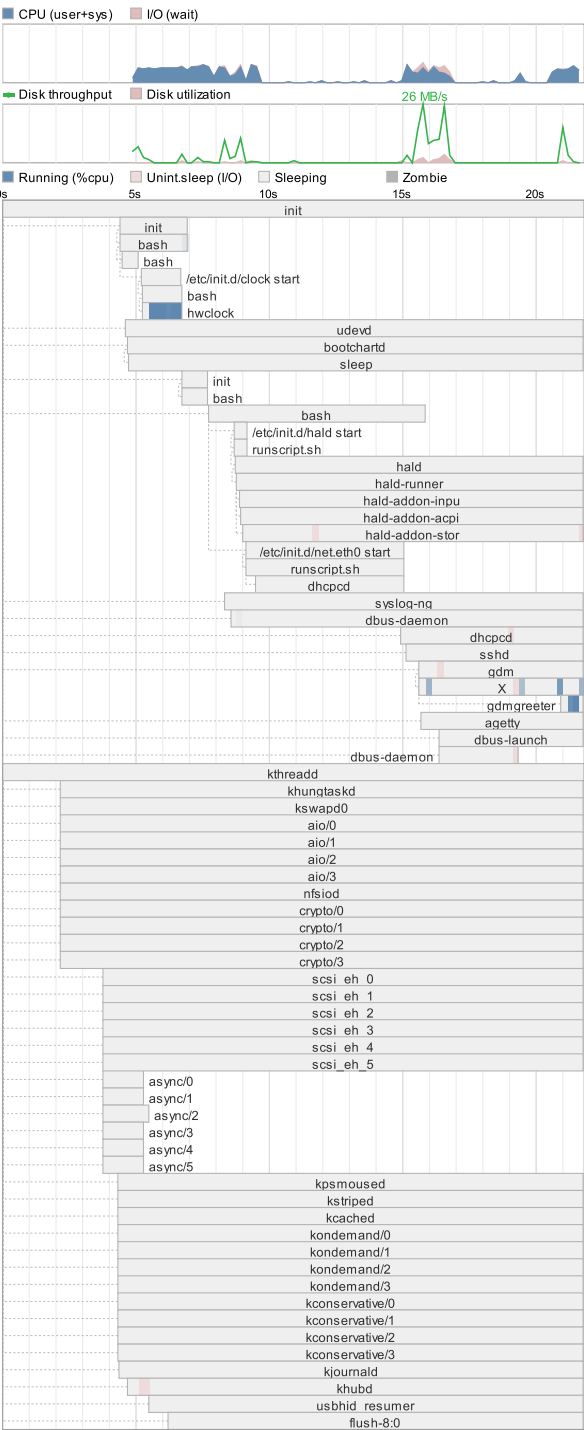 CPU (user+sys) I/O (wait)
Disk throughput Disk utilization
26 MB/s
Running (%cpu) Unint.sleep (I/O) Sleeping Zombie
0s 5s 10s 15s 20s
init
init
bash
bash
/etc/init.d/clock start
bash
hwclock
udevd
bootchartd
sleep
init
bash
bash
/etc/init.d/hald start
runscript.sh
hald
hald-runner
hald-addon-inpu
hald-addon-acpi
hald-addon-stor
/etc/init.d/net.eth0 start
runscript.sh
dhcpcd
syslog-ng
dbus-daemon
dhcpcd
sshd
gdm
X
gdmgreeter
agetty
dbus-launch
dbus-daemon
kthreadd
khungtaskd
kswapd0
aio/0
aio/1
aio/2
aio/3
nfsiod
crypto/0
crypto/1
crypto/2
crypto/3
scsi_eh_0
scsi_eh_1
scsi_eh_2
scsi_eh_3
scsi_eh_4
scsi_eh_5
async/0
async/1
async/2
async/3
async/4
async/5
kpsmoused
kstriped
kcached
kondemand/0
kondemand/1
kondemand/2
kondemand/3
kconservative/0
kconservative/1
kconservative/2
kconservative/3
kjournald
khubd
usbhid_resumer
flush-8:0